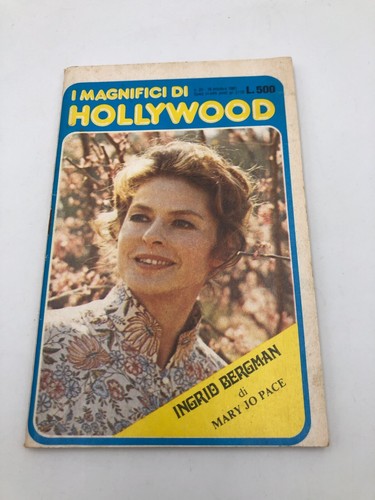 I MAGNIFICI DI
HOLLYWOOD
L. 500
INGRID BERGMAN
di
MARY JO PACE